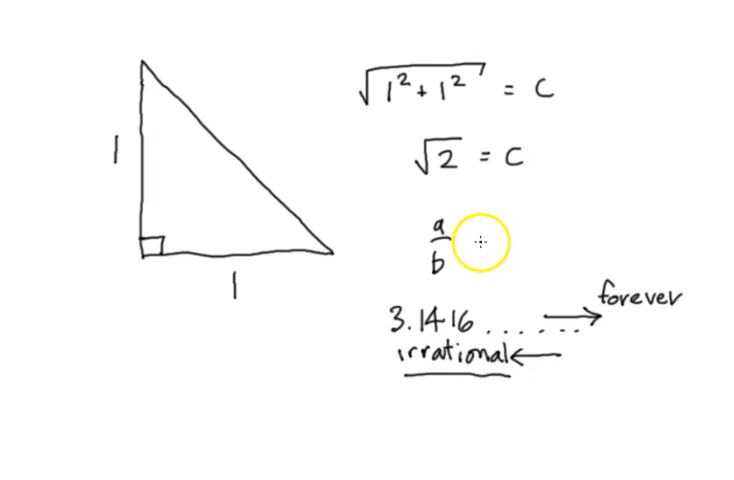 1
1
√1² + 1² = C
√2 = C
a
b
forever
3.1416 . . . . . .
irrational